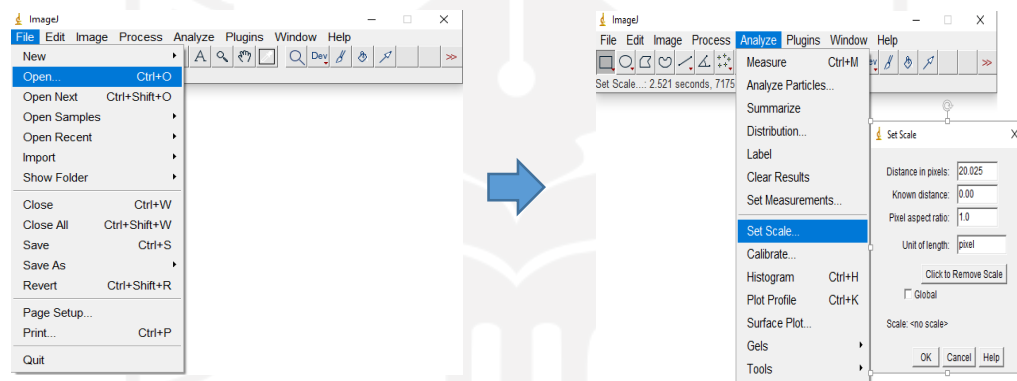 ImageJ
File Edit Image Process Analyze Plugins Window Help
A Dev >>
New
Open... Ctrl+O
Open Next Ctrl+Shift+O
Open Samples
Open Recent
Import
Show Folder
Close Ctrl+W
Close All Ctrl+Shift+W
Save Ctrl+S
Save As
Revert Ctrl+Shift+R
Page Setup...
Print... Ctrl+P
Quit
ImageJ
File Edit Image Process Analyze Plugins Window Help
>>
Set Scale...: 2.521 seconds, 7175
Measure Ctrl+M
Analyze Particles...
Summarize
Distribution...
Label
Clear Results
Set Measurements...
Set Scale...
Calibrate...
Histogram Ctrl+H
Plot Profile Ctrl+K
Surface Plot...
Gels
Tools
Set Scale
Distance in pixels: 20.025
Known distance: 0.00
Pixel aspect ratio: 1.0
Unit of length: pixel
Click to Remove Scale
Global
Scale: <no scale>
OK Cancel Help